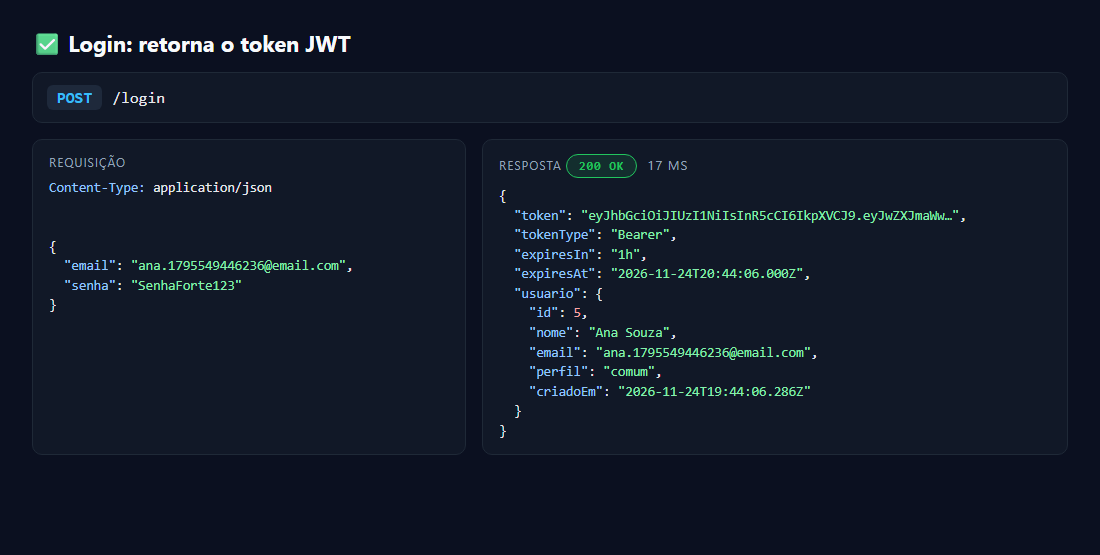 ✅ Login: retorna o token JWT
POST /login
REQUISIÇÃO
Content-Type: application/json
{
  "email": "ana.1795549446236@email.com",
  "senha": "SenhaForte123"
}
RESPOSTA 200 OK 17 MS
{
  "token": "eyJhbGciOiJIUzI1NiIsInR5cCI6IkpXVCJ9.eyJwZXJmaWw…",
  "tokenType": "Bearer",
  "expiresIn": "1h",
  "expiresAt": "2026-11-24T20:44:06.000Z",
  "usuario": {
    "id": 5,
    "nome": "Ana Souza",
    "email": "ana.1795549446236@email.com",
    "perfil": "comum",
    "criadoEm": "2026-11-24T19:44:06.286Z"
  }
}